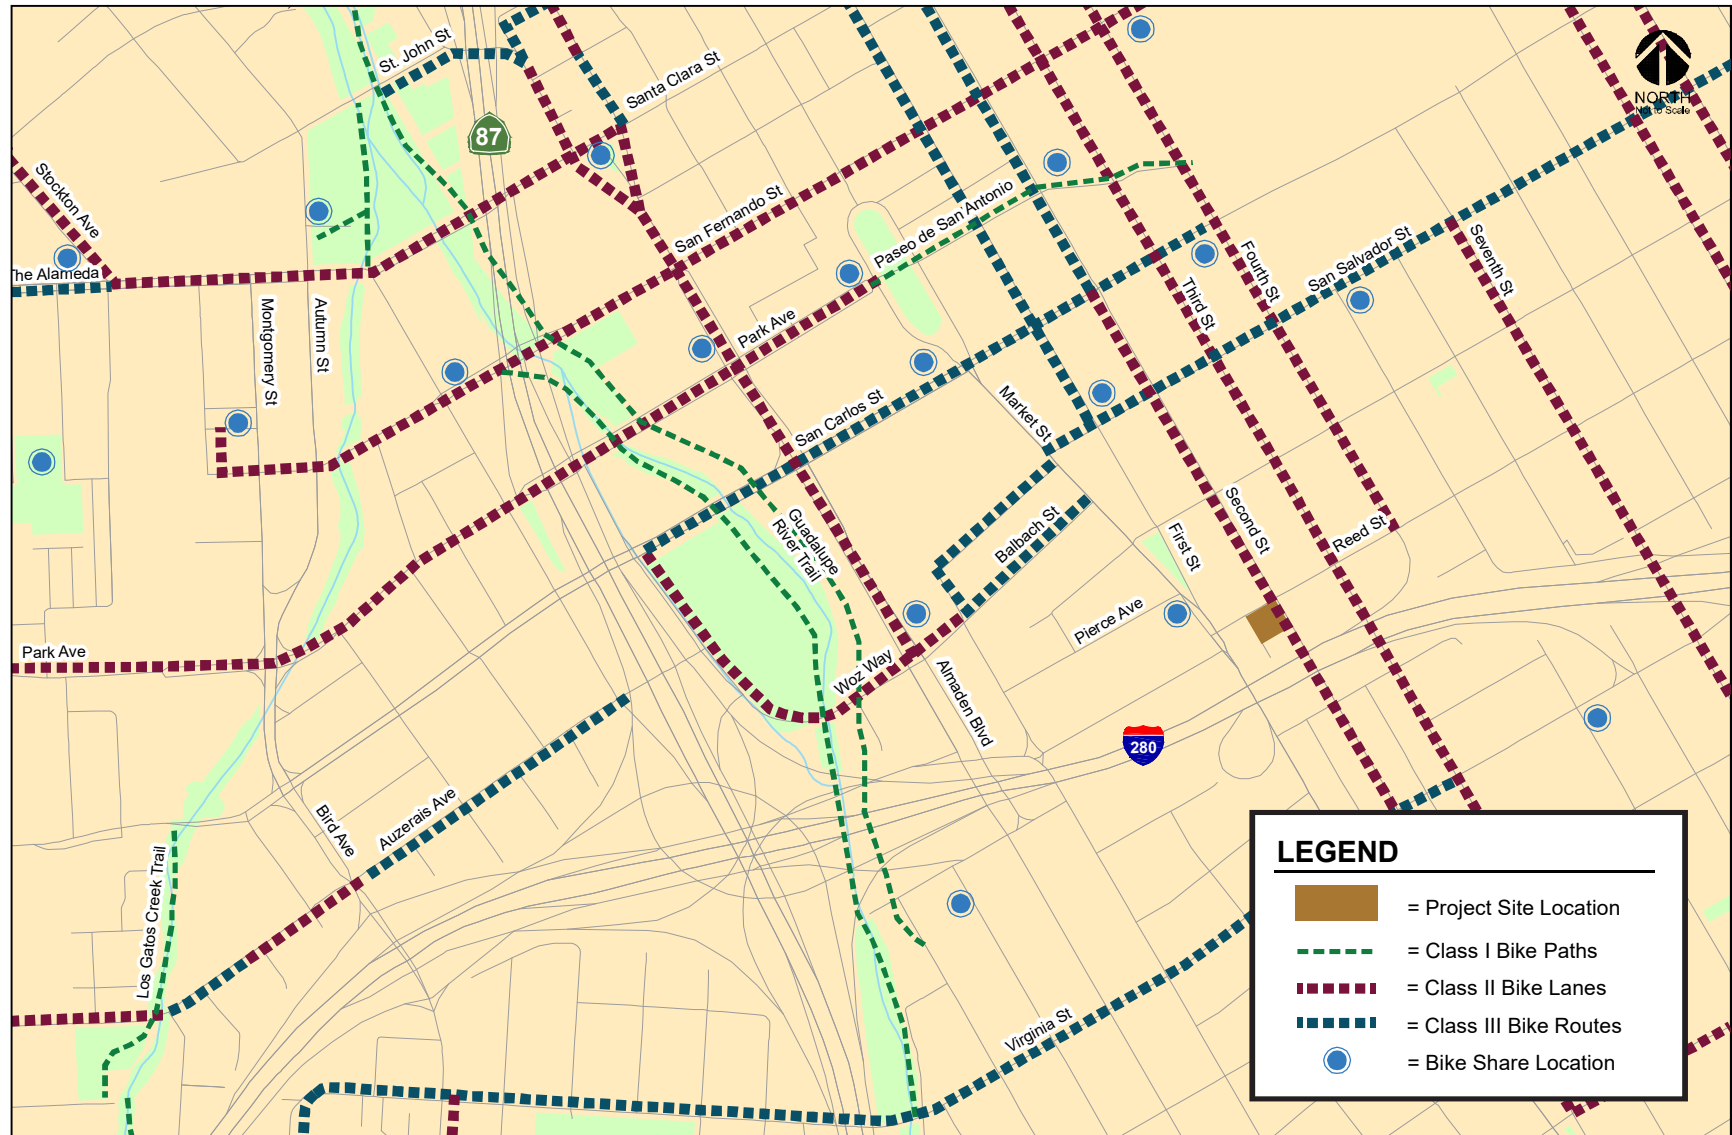 St. John St
Santa Clara St
87
NORTH
Not to Scale
Stockton Ave
The Alameda
San Fernando St
Paseo de San Antonio
Fourth St
San Salvador St
Seventh St
Montgomery St
Autumn St
Third St
Park Ave
San Carlos St
Market St
Guadalupe
River Trail
Balbach St
First St
Second St
Reed St
Pierce Ave
Park Ave
Woz Way
Almaden Blvd
280
Bird Ave
Auzerais Ave
Los Gatos Creek Trail
Virginia St
LEGEND
= Project Site Location
= Class I Bike Paths
= Class II Bike Lanes
= Class III Bike Routes
= Bike Share Location